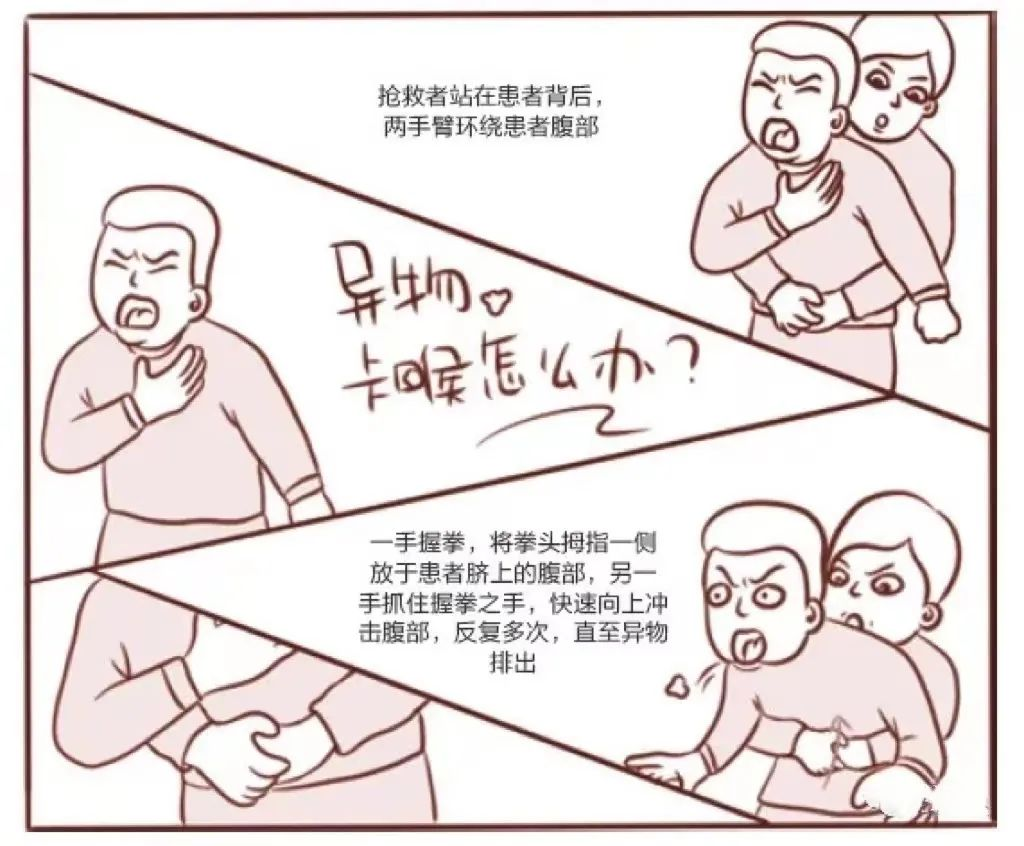 抢救者站在患者背后，
两手臂环绕患者腹部
异物。
卡喉怎么办？
一手握拳，将拳头拇指一侧
放于患者脐上的腹部，另一
手抓住握拳之手，快速向上冲
击腹部，反复多次，直至异物
排出